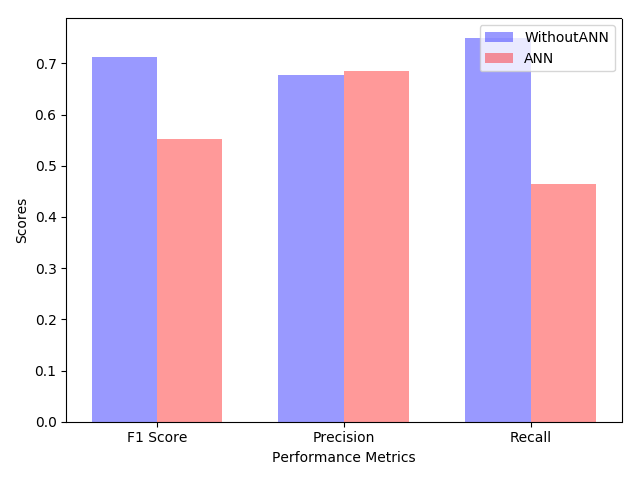 WithoutANN
ANN
0.7
0.6
0.5
0.4
0.3
0.2
0.1
0.0
Scores
F1 Score Precision Recall
Performance Metrics